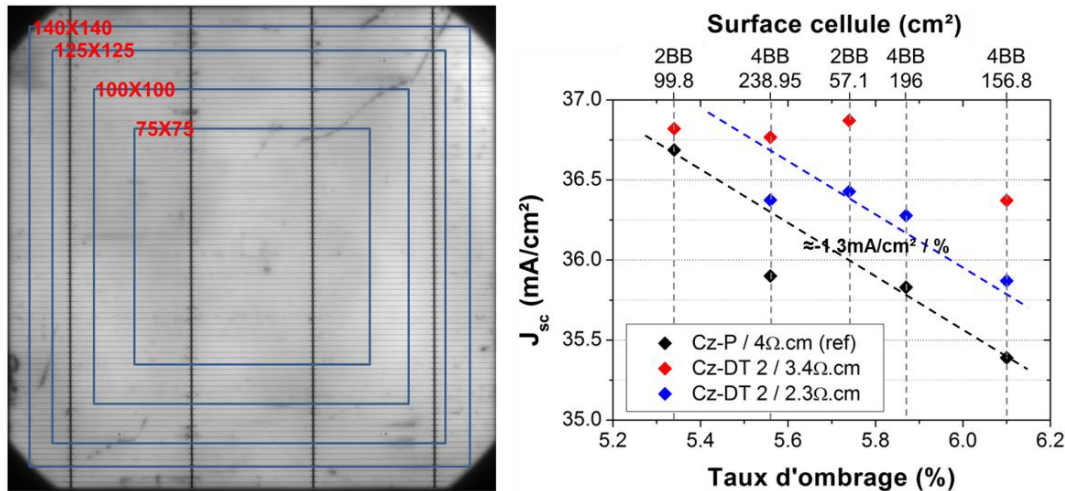 140X140
125X125
100X100
75X75
Surface cellule (cm²)
2BB 4BB 2BB 4BB 4BB
99.8 238.95 57.1 196 156.8
37.0
36.5
36.0
35.5
35.0
J_sc (mA/cm²)
≈-1.3mA/cm² / %
Cz-P / 4Ω.cm (ref)
Cz-DT 2 / 3.4Ω.cm
Cz-DT 2 / 2.3Ω.cm
5.2 5.4 5.6 5.8 6.0 6.2
Taux d'ombrage (%)